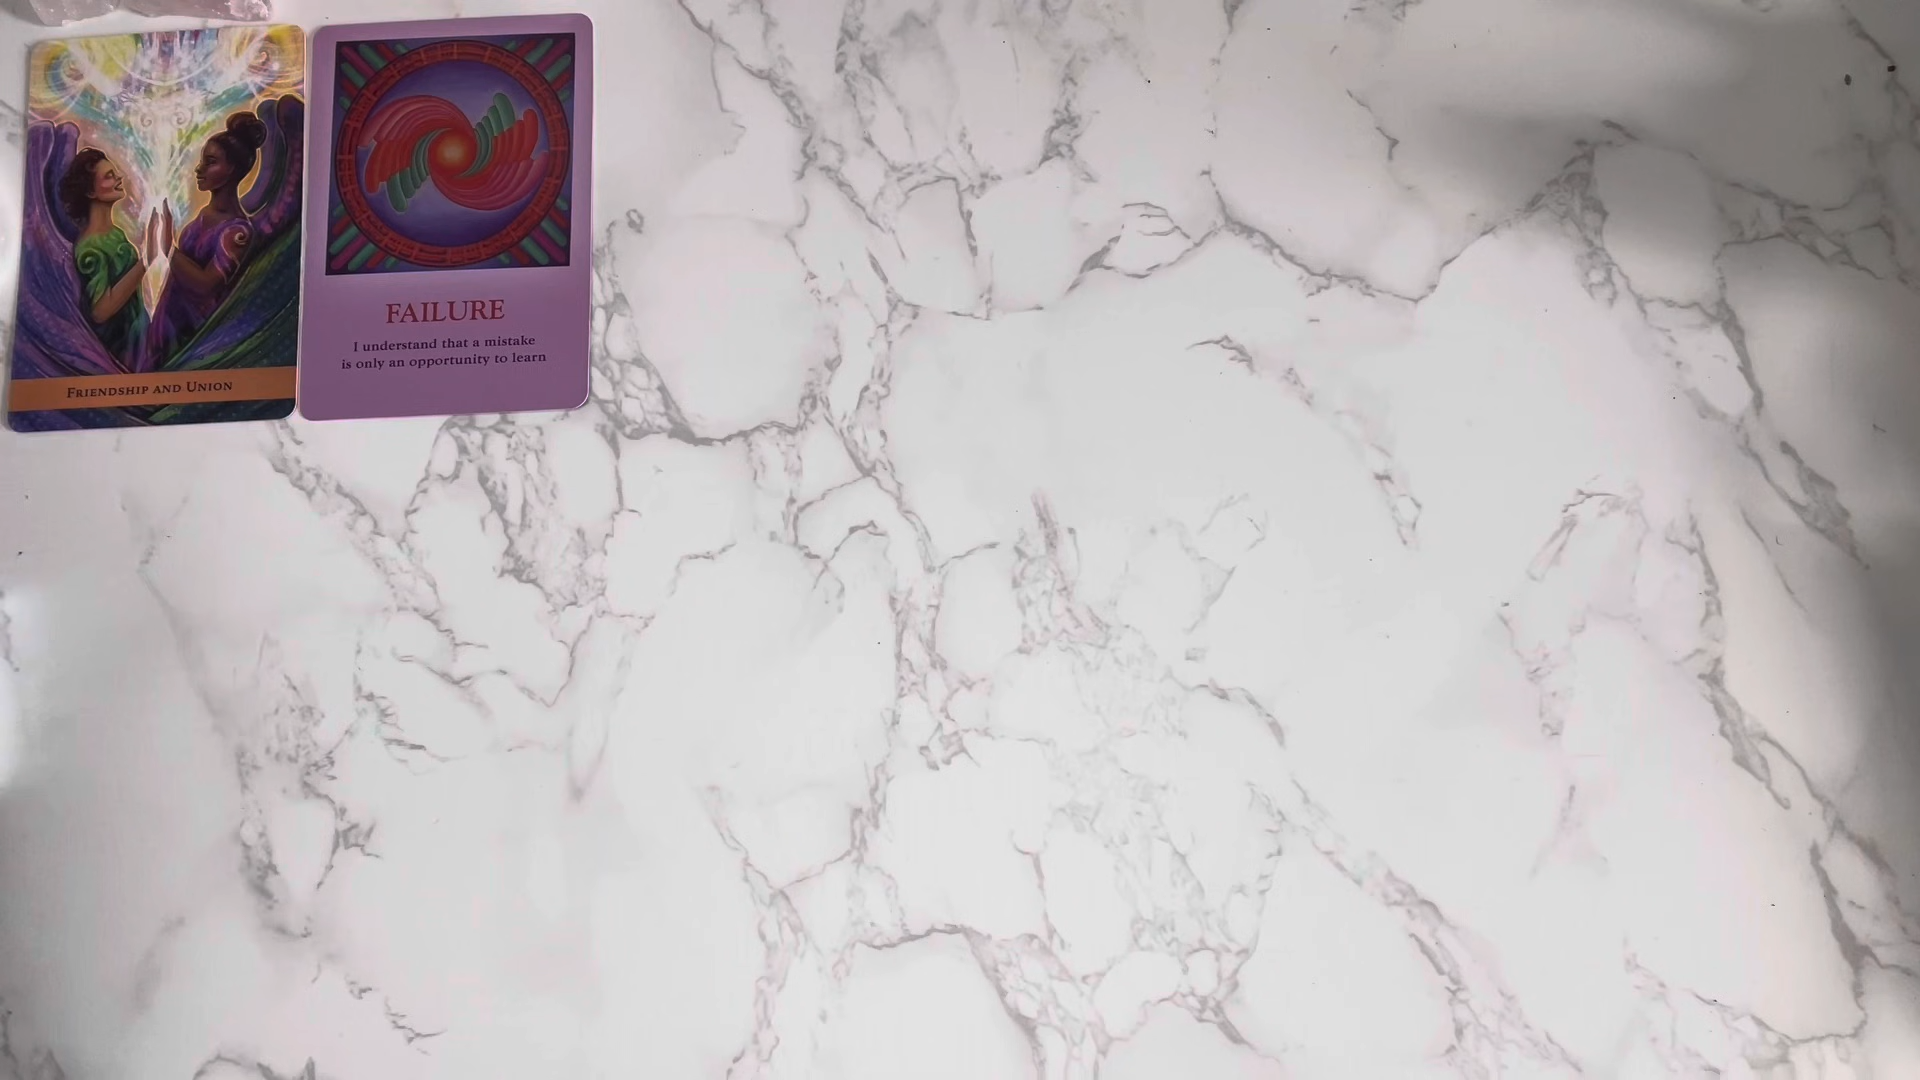 Friendship and Union
FAILURE
I understand that a mistake
is only an opportunity to learn